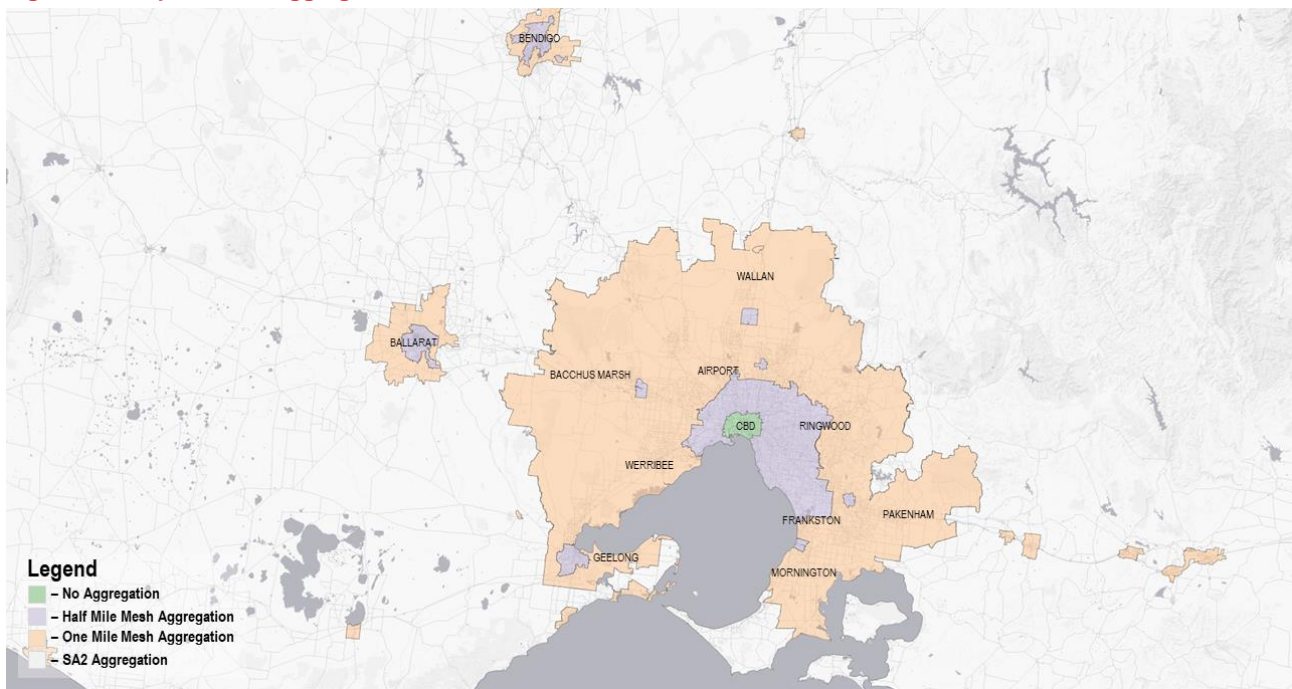 BENDIGO
WALLAN
BALLARAT
BACCHUS MARSH
AIRPORT
CBD
RINGWOOD
WERRIBEE
PAKENHAM
FRANKSTON
GEELONG
MORNINGTON
Legend
– No Aggregation
– Half Mile Mesh Aggregation
– One Mile Mesh Aggregation
– SA2 Aggregation